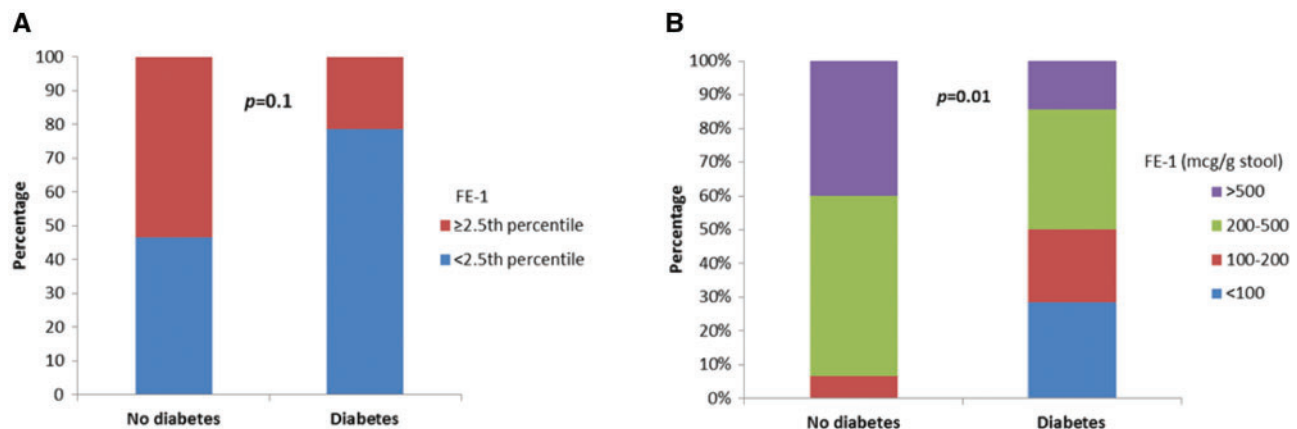 A
100
90
80
70
60
50
40
30
20
10
0
Percentage
p=0.1
No diabetes
Diabetes
FE-1
≥2.5th percentile
<2.5th percentile
B
100%
90%
80%
70%
60%
50%
40%
30%
20%
10%
0%
Percentage
p=0.01
No diabetes
Diabetes
FE-1 (mcg/g stool)
>500
200-500
100-200
<100